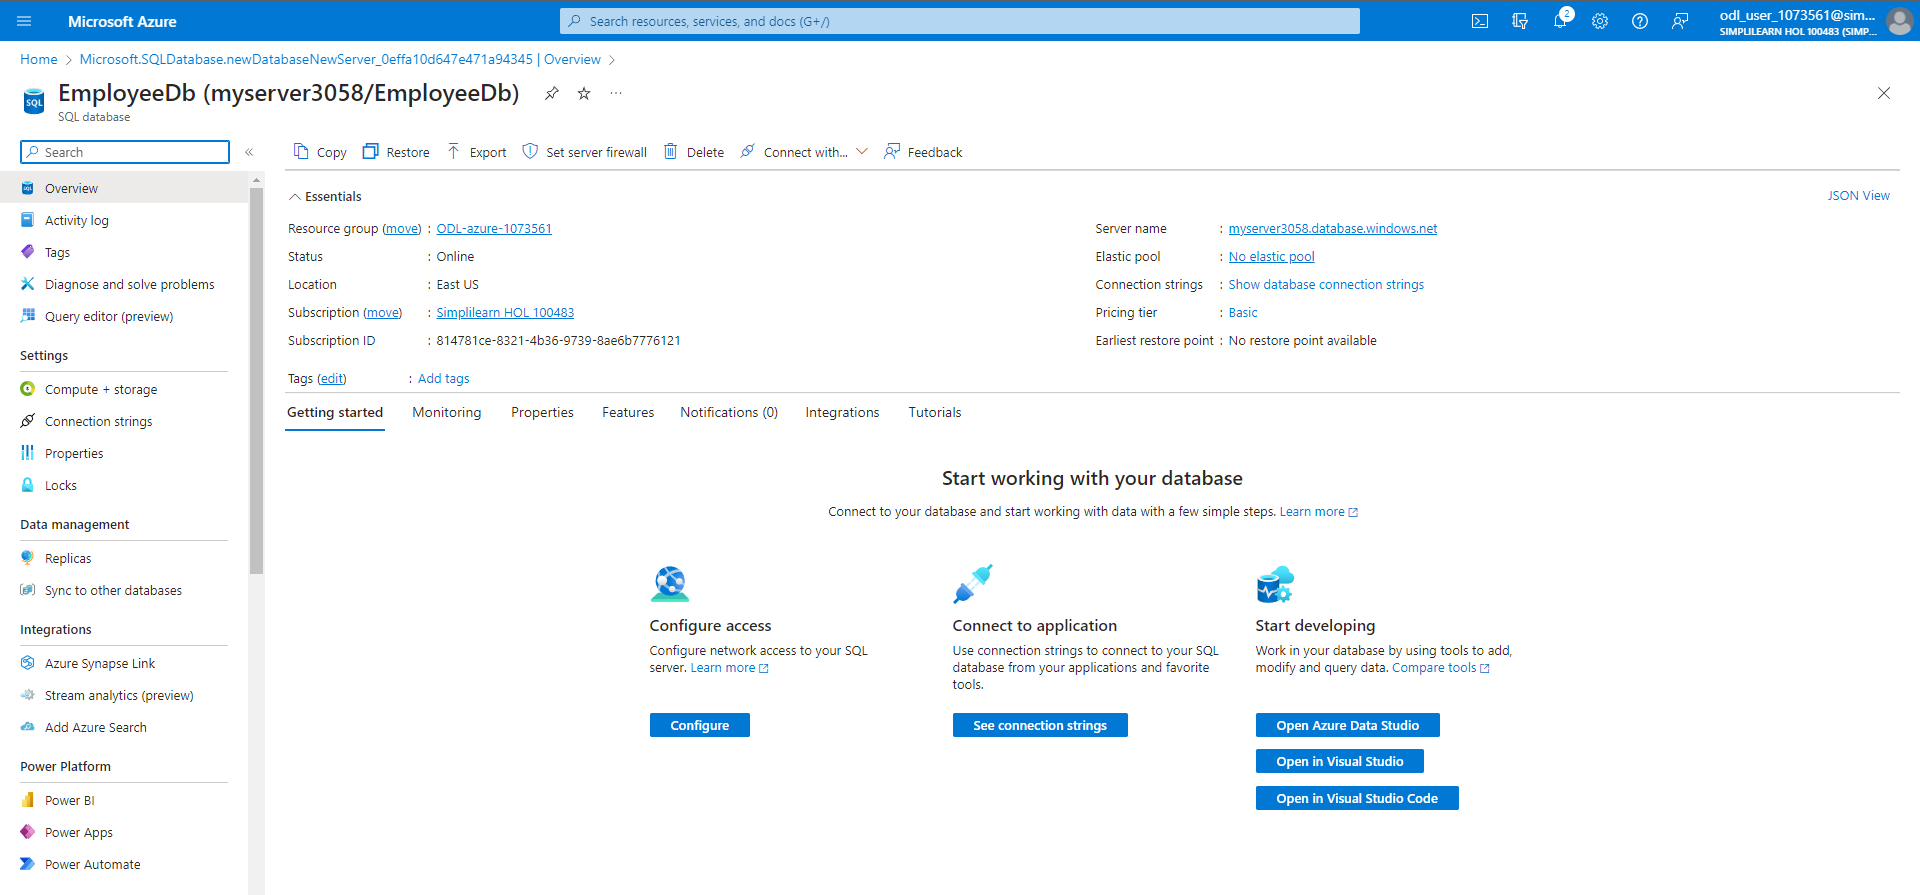 Microsoft Azure
Search resources, services, and docs (G+/)
2
odl_user_1073561@sim...
SIMPLILEARN HOL 100483 (SIMP...
Home > Microsoft.SQLDatabase.newDatabaseNewServer_0effa10d647e471a94345 | Overview >
SQL
EmployeeDb (myserver3058/EmployeeDb)
SQL database
Search
Copy
Restore
Export
Set server firewall
Delete
Connect with...
Feedback
Overview
Activity log
Tags
Diagnose and solve problems
Query editor (preview)
Settings
Compute + storage
Connection strings
Properties
Locks
Data management
Replicas
Sync to other databases
Integrations
Azure Synapse Link
Stream analytics (preview)
Add Azure Search
Power Platform
Power BI
Power Apps
Power Automate
Essentials
JSON View
Resource group (move) : ODL-azure-1073561
Status : Online
Location : East US
Subscription (move) : Simplilearn HOL 100483
Subscription ID : 814781ce-8321-4b36-9739-8ae6b7776121
Tags (edit) : Add tags
Server name : myserver3058.database.windows.net
Elastic pool : No elastic pool
Connection strings : Show database connection strings
Pricing tier : Basic
Earliest restore point : No restore point available
Getting started
Monitoring
Properties
Features
Notifications (0)
Integrations
Tutorials
Start working with your database
Connect to your database and start working with data with a few simple steps. Learn more
Configure access
Configure network access to your SQL
server. Learn more
Configure
Connect to application
Use connection strings to connect to your SQL
database from your applications and favorite
tools.
See connection strings
Start developing
Work in your database by using tools to add,
modify and query data. Compare tools
Open Azure Data Studio
Open in Visual Studio
Open in Visual Studio Code